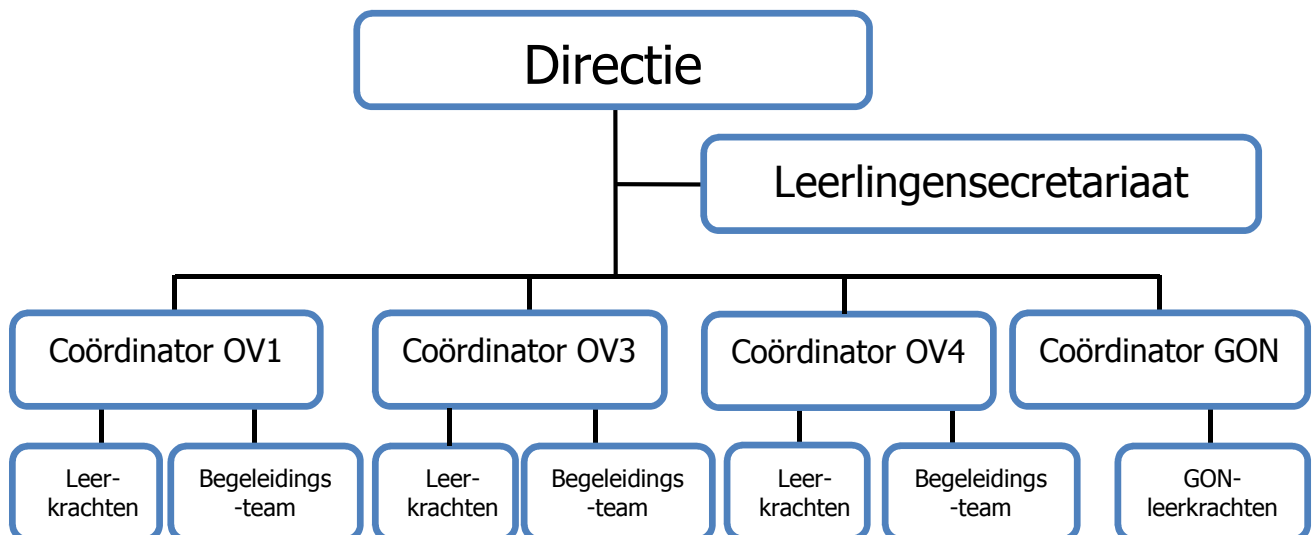 Directie
Leerlingensecretariaat
Coördinator OV1
Coördinator OV3
Coördinator OV4
Coördinator GON
Leer-
krachten
Begeleidings
-team
Leer-
krachten
Begeleidings
-team
Leer-
krachten
Begeleidings
-team
GON-
leerkrachten